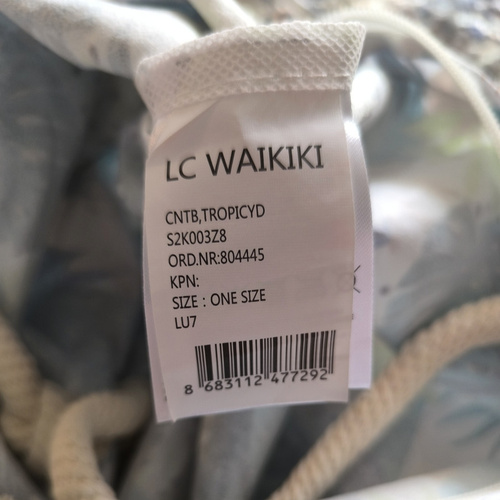 LC WAIKIKI
CNTB,TROPICYD
S2K003Z8
ORD.NR:804445
KPN:
SIZE : ONE SIZE
LU7
8 683112 477292